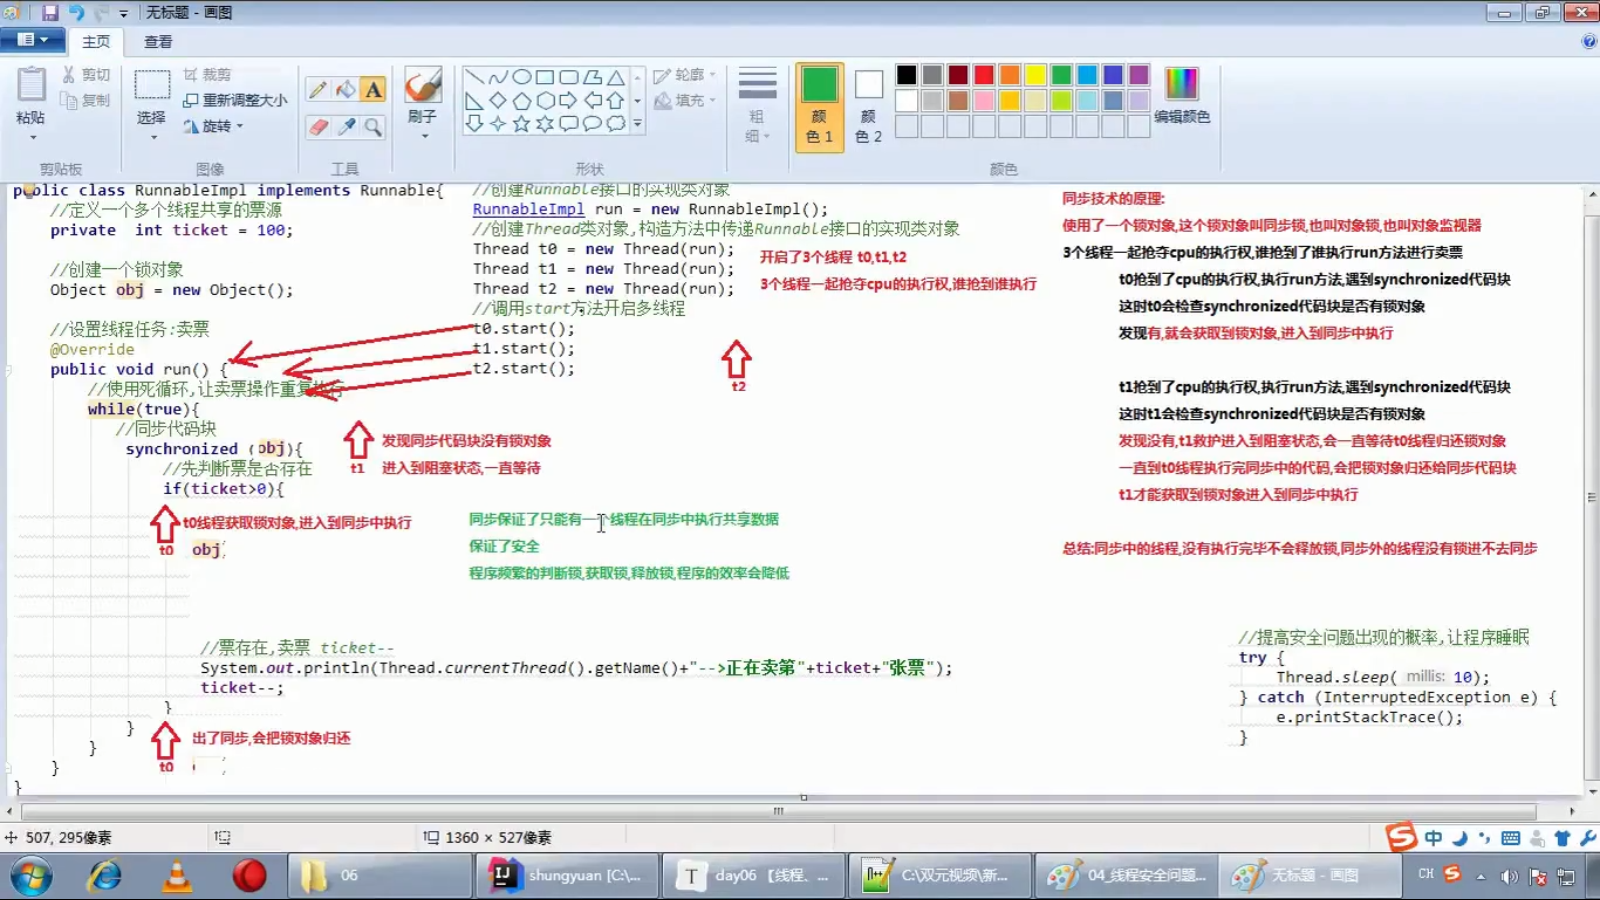 无标题 - 画图
主页
查看
粘贴
剪切
复制
剪贴板
选择
裁剪
重新调整大小
旋转
图像
A
工具
刷子
形状
轮廓
填充
粗
细
颜
色 1
颜
色 2
编辑颜色
颜色
public class RunnableImpl implements Runnable{
//定义一个多个线程共享的票源
private int ticket = 100;
//创建一个锁对象
Object obj = new Object();
//设置线程任务:卖票
@Override
public void run() {
//使用死循环,让卖票操作重复执行
while(true){
//同步代码块
synchronized (obj){
//先判断票是否存在
if(ticket>0){
t0线程获取锁对象,进入到同步中执行
t0
obj
//票存在,卖票 ticket--
System.out.println(Thread.currentThread().getName()+"-->正在卖第"+ticket+"张票");
ticket--;
}
}
}
}
}
出了同步,会把锁对象归还
t0
//创建Runnable接口的实现类对象
RunnableImpl run = new RunnableImpl();
//创建Thread类对象,构造方法中传递Runnable接口的实现类对象
Thread t0 = new Thread(run);
Thread t1 = new Thread(run);
Thread t2 = new Thread(run);
//调用start方法开启多线程
t0.start();
t1.start();
t2.start();
开启了3个线程 t0,t1,t2
3个线程一起抢夺cpu的执行权,谁抢到谁执行
t2
t1
发现同步代码块没有锁对象
进入到阻塞状态,一直等待
同步保证了只能有一个线程在同步中执行共享数据
保证了安全
程序频繁的判断锁,获取锁,释放锁,程序的效率会降低
同步技术的原理:
使用了一个锁对象,这个锁对象叫同步锁,也叫对象锁,也叫对象监视器
3个线程一起抢夺cpu的执行权,谁抢到了谁执行run方法进行卖票
t0抢到了cpu的执行权,执行run方法,遇到synchronized代码块
这时t0会检查synchronized代码块是否有锁对象
发现有,就会获取到锁对象,进入到同步中执行
t1抢到了cpu的执行权,执行run方法,遇到synchronized代码块
这时t1会检查synchronized代码块是否有锁对象
发现没有,t1救护进入到阻塞状态,会一直等待t0线程归还锁对象
一直到t0线程执行完同步中的代码,会把锁对象归还给同步代码块
t1才能获取到锁对象进入到同步中执行
总结:同步中的线程,没有执行完毕不会释放锁,同步外的线程没有锁进不去同步
//提高安全问题出现的概率,让程序睡眠
try {
Thread.sleep( millis: 10);
} catch (InterruptedException e) {
e.printStackTrace();
}
507, 295像素
1360 × 527像素
中
06
shungyuan [C:\...
day06 【线程、...
C:\双元视频\新...
04_线程安全问题...
无标题 - 画图
CH